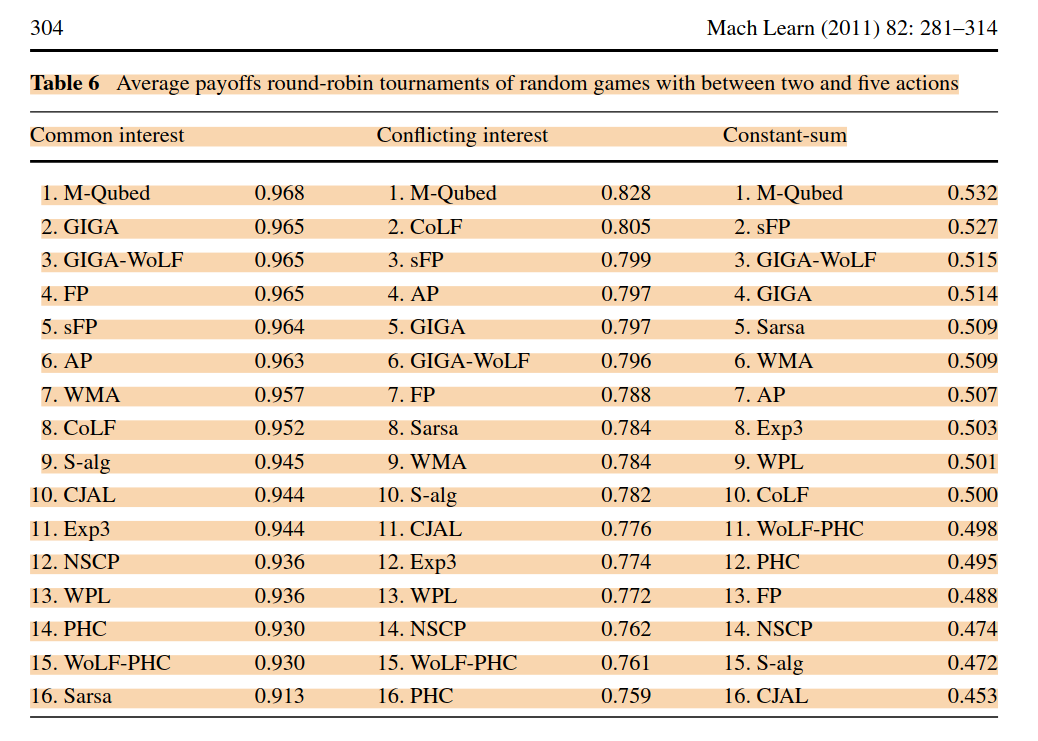 304 Mach Learn (2011) 82: 281–314
Table 6 Average payoffs round-robin tournaments of random games with between two and five actions
Common interest Conflicting interest Constant-sum
1. M-Qubed 0.968 1. M-Qubed 0.828 1. M-Qubed 0.532
2. GIGA 0.965 2. CoLF 0.805 2. sFP 0.527
3. GIGA-WoLF 0.965 3. sFP 0.799 3. GIGA-WoLF 0.515
4. FP 0.965 4. AP 0.797 4. GIGA 0.514
5. sFP 0.964 5. GIGA 0.797 5. Sarsa 0.509
6. AP 0.963 6. GIGA-WoLF 0.796 6. WMA 0.509
7. WMA 0.957 7. FP 0.788 7. AP 0.507
8. CoLF 0.952 8. Sarsa 0.784 8. Exp3 0.503
9. S-alg 0.945 9. WMA 0.784 9. WPL 0.501
10. CJAL 0.944 10. S-alg 0.782 10. CoLF 0.500
11. Exp3 0.944 11. CJAL 0.776 11. WoLF-PHC 0.498
12. NSCP 0.936 12. Exp3 0.774 12. PHC 0.495
13. WPL 0.936 13. WPL 0.772 13. FP 0.488
14. PHC 0.930 14. NSCP 0.762 14. NSCP 0.474
15. WoLF-PHC 0.930 15. WoLF-PHC 0.761 15. S-alg 0.472
16. Sarsa 0.913 16. PHC 0.759 16. CJAL 0.453